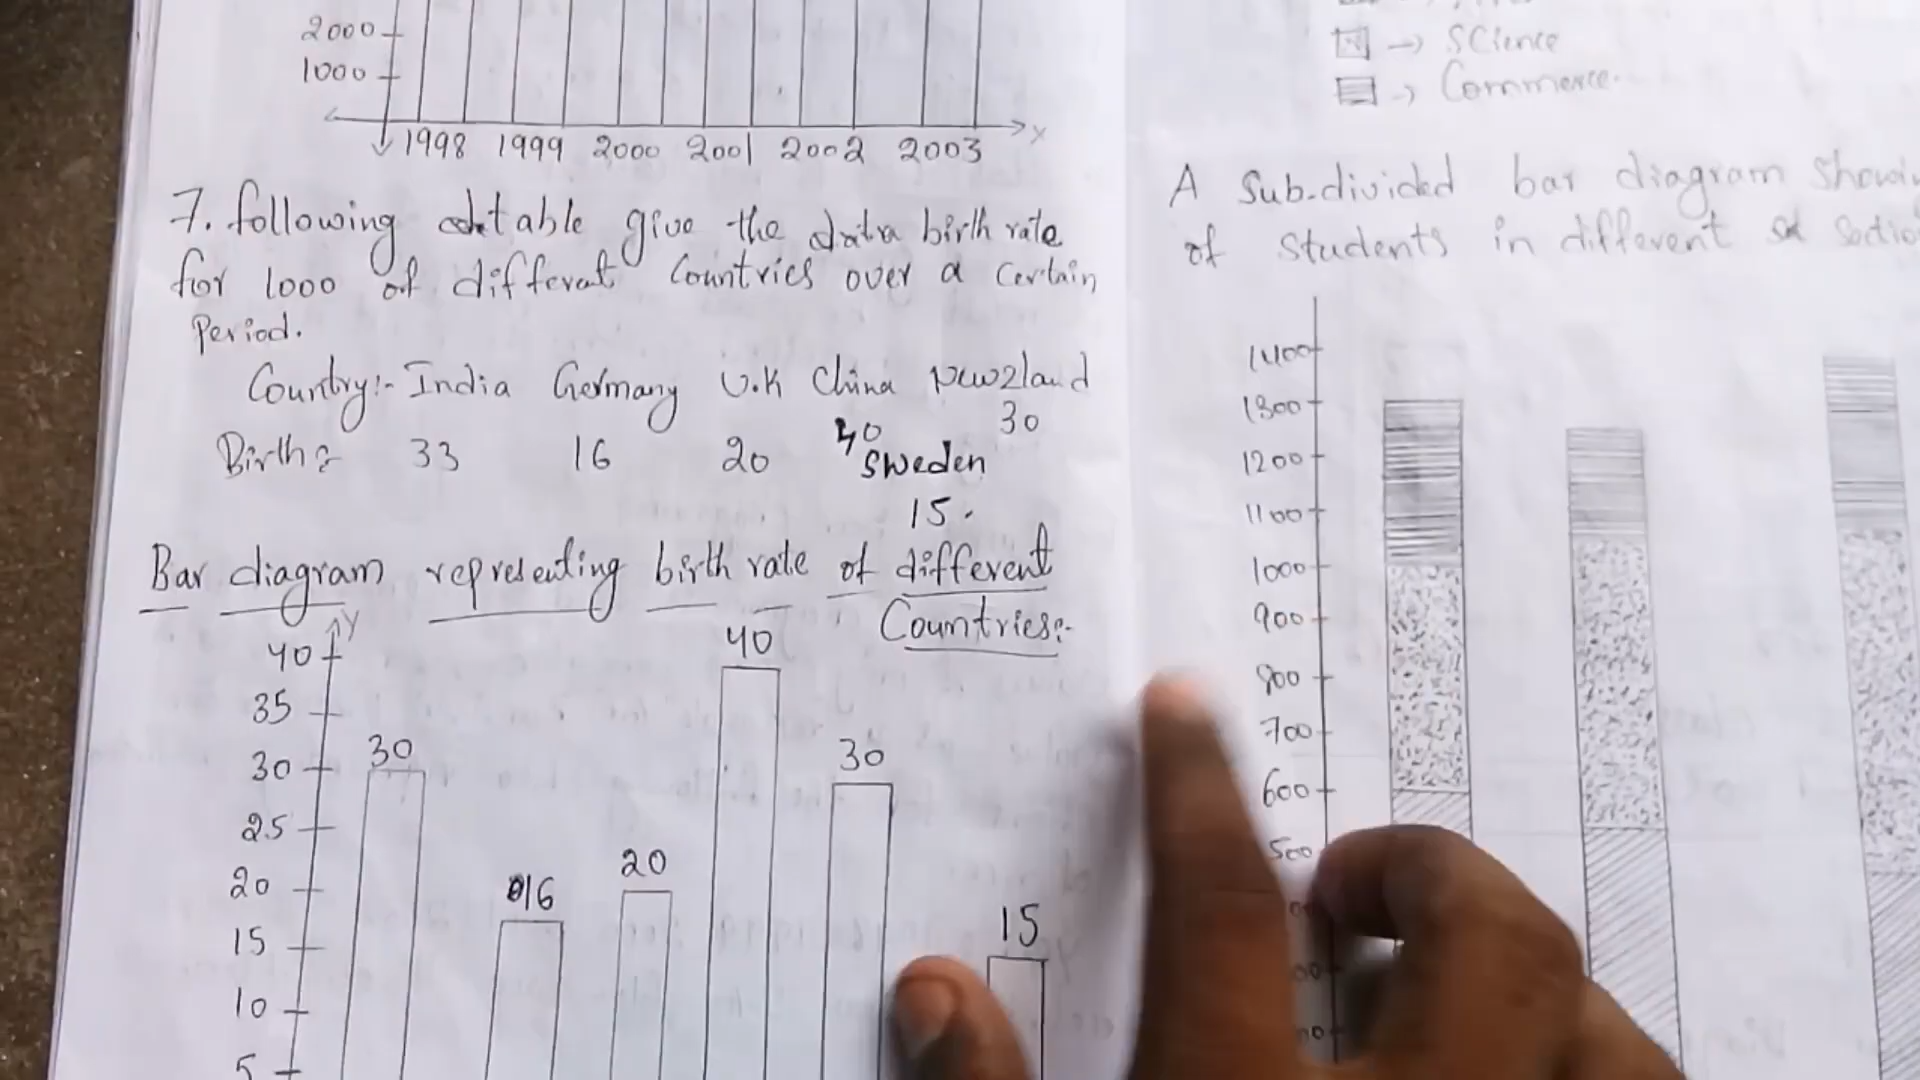 2000
1000
x
1998 1999 2000 2001 2002 2003
7. following table give the data birth rate
for 1000 of differat Countries over a Certain
Period.
Country:- India Germany U.K China Newzland
Birth:- 33 16 20 40 30
Sweden
15.
Bar diagram representing birth rate of different
Countries:-
Y
40
35
30
25
20
15
10
5
30
16
20
40
30
15
→ Science
→ Commerce.
A Sub-divided bar diagram
of Students in different
1400
1300
1200
1100
1000
900
800
700
600
500